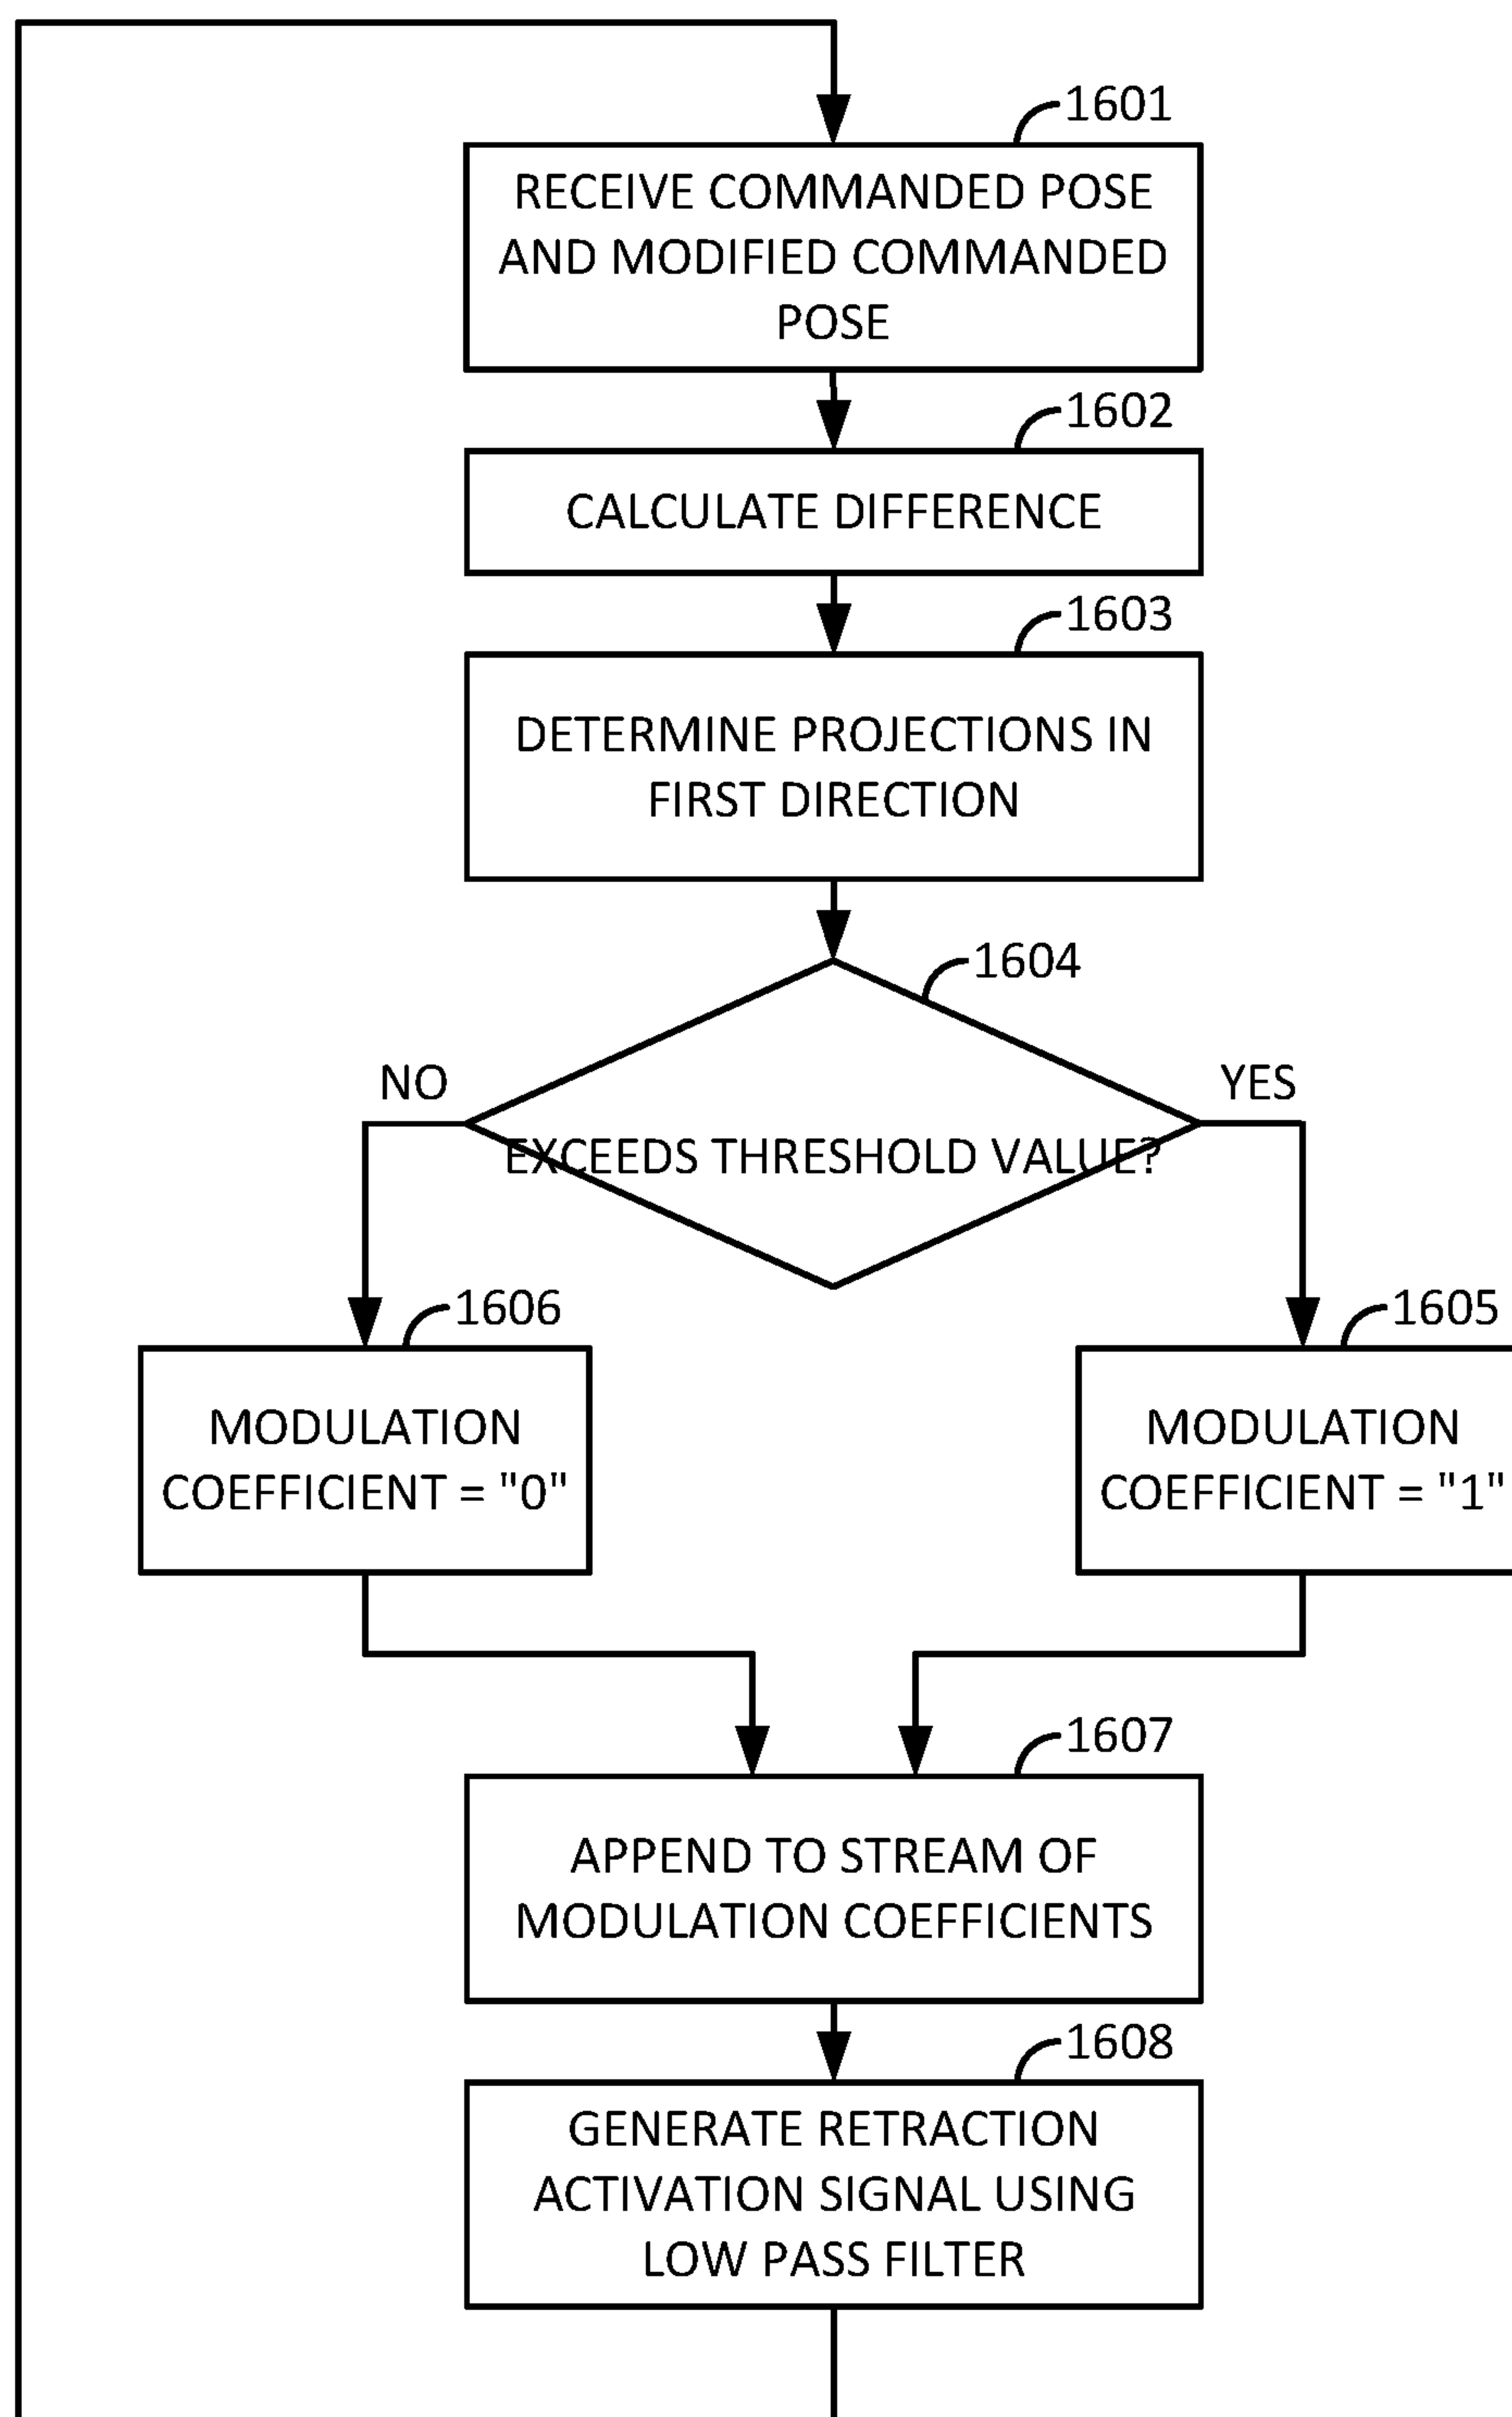 1601
RECEIVE COMMANDED POSE
AND MODIFIED COMMANDED
POSE
1602
CALCULATE DIFFERENCE
1603
DETERMINE PROJECTIONS IN
FIRST DIRECTION
1604
NO
YES
EXCEEDS THRESHOLD VALUE?
1606
1605
MODULATION
COEFFICIENT = "0"
MODULATION
COEFFICIENT = "1"
1607
APPEND TO STREAM OF
MODULATION COEFFICIENTS
1608
GENERATE RETRACTION
ACTIVATION SIGNAL USING
LOW PASS FILTER